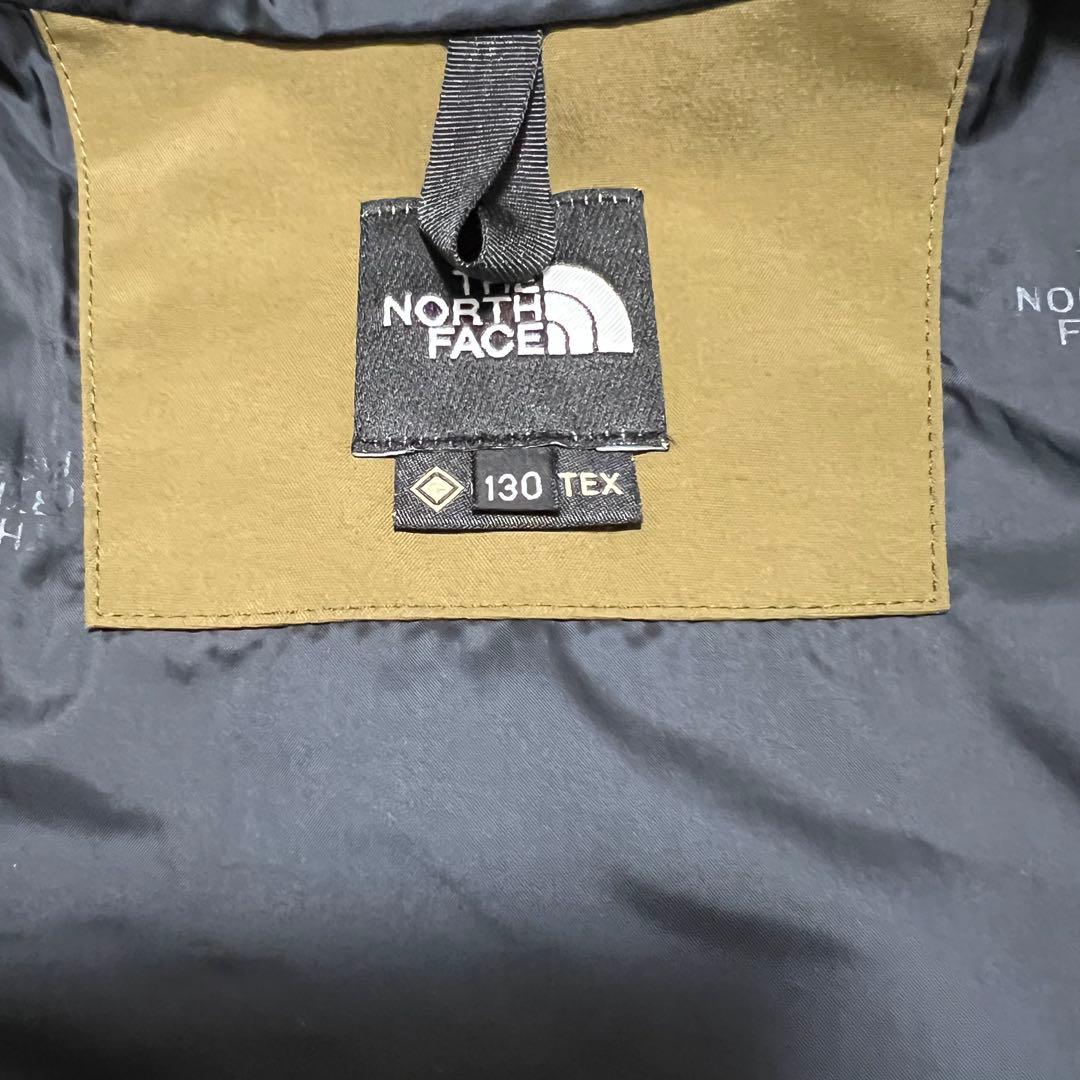 THE
NORTH
FACE
130 TEX
NO
F